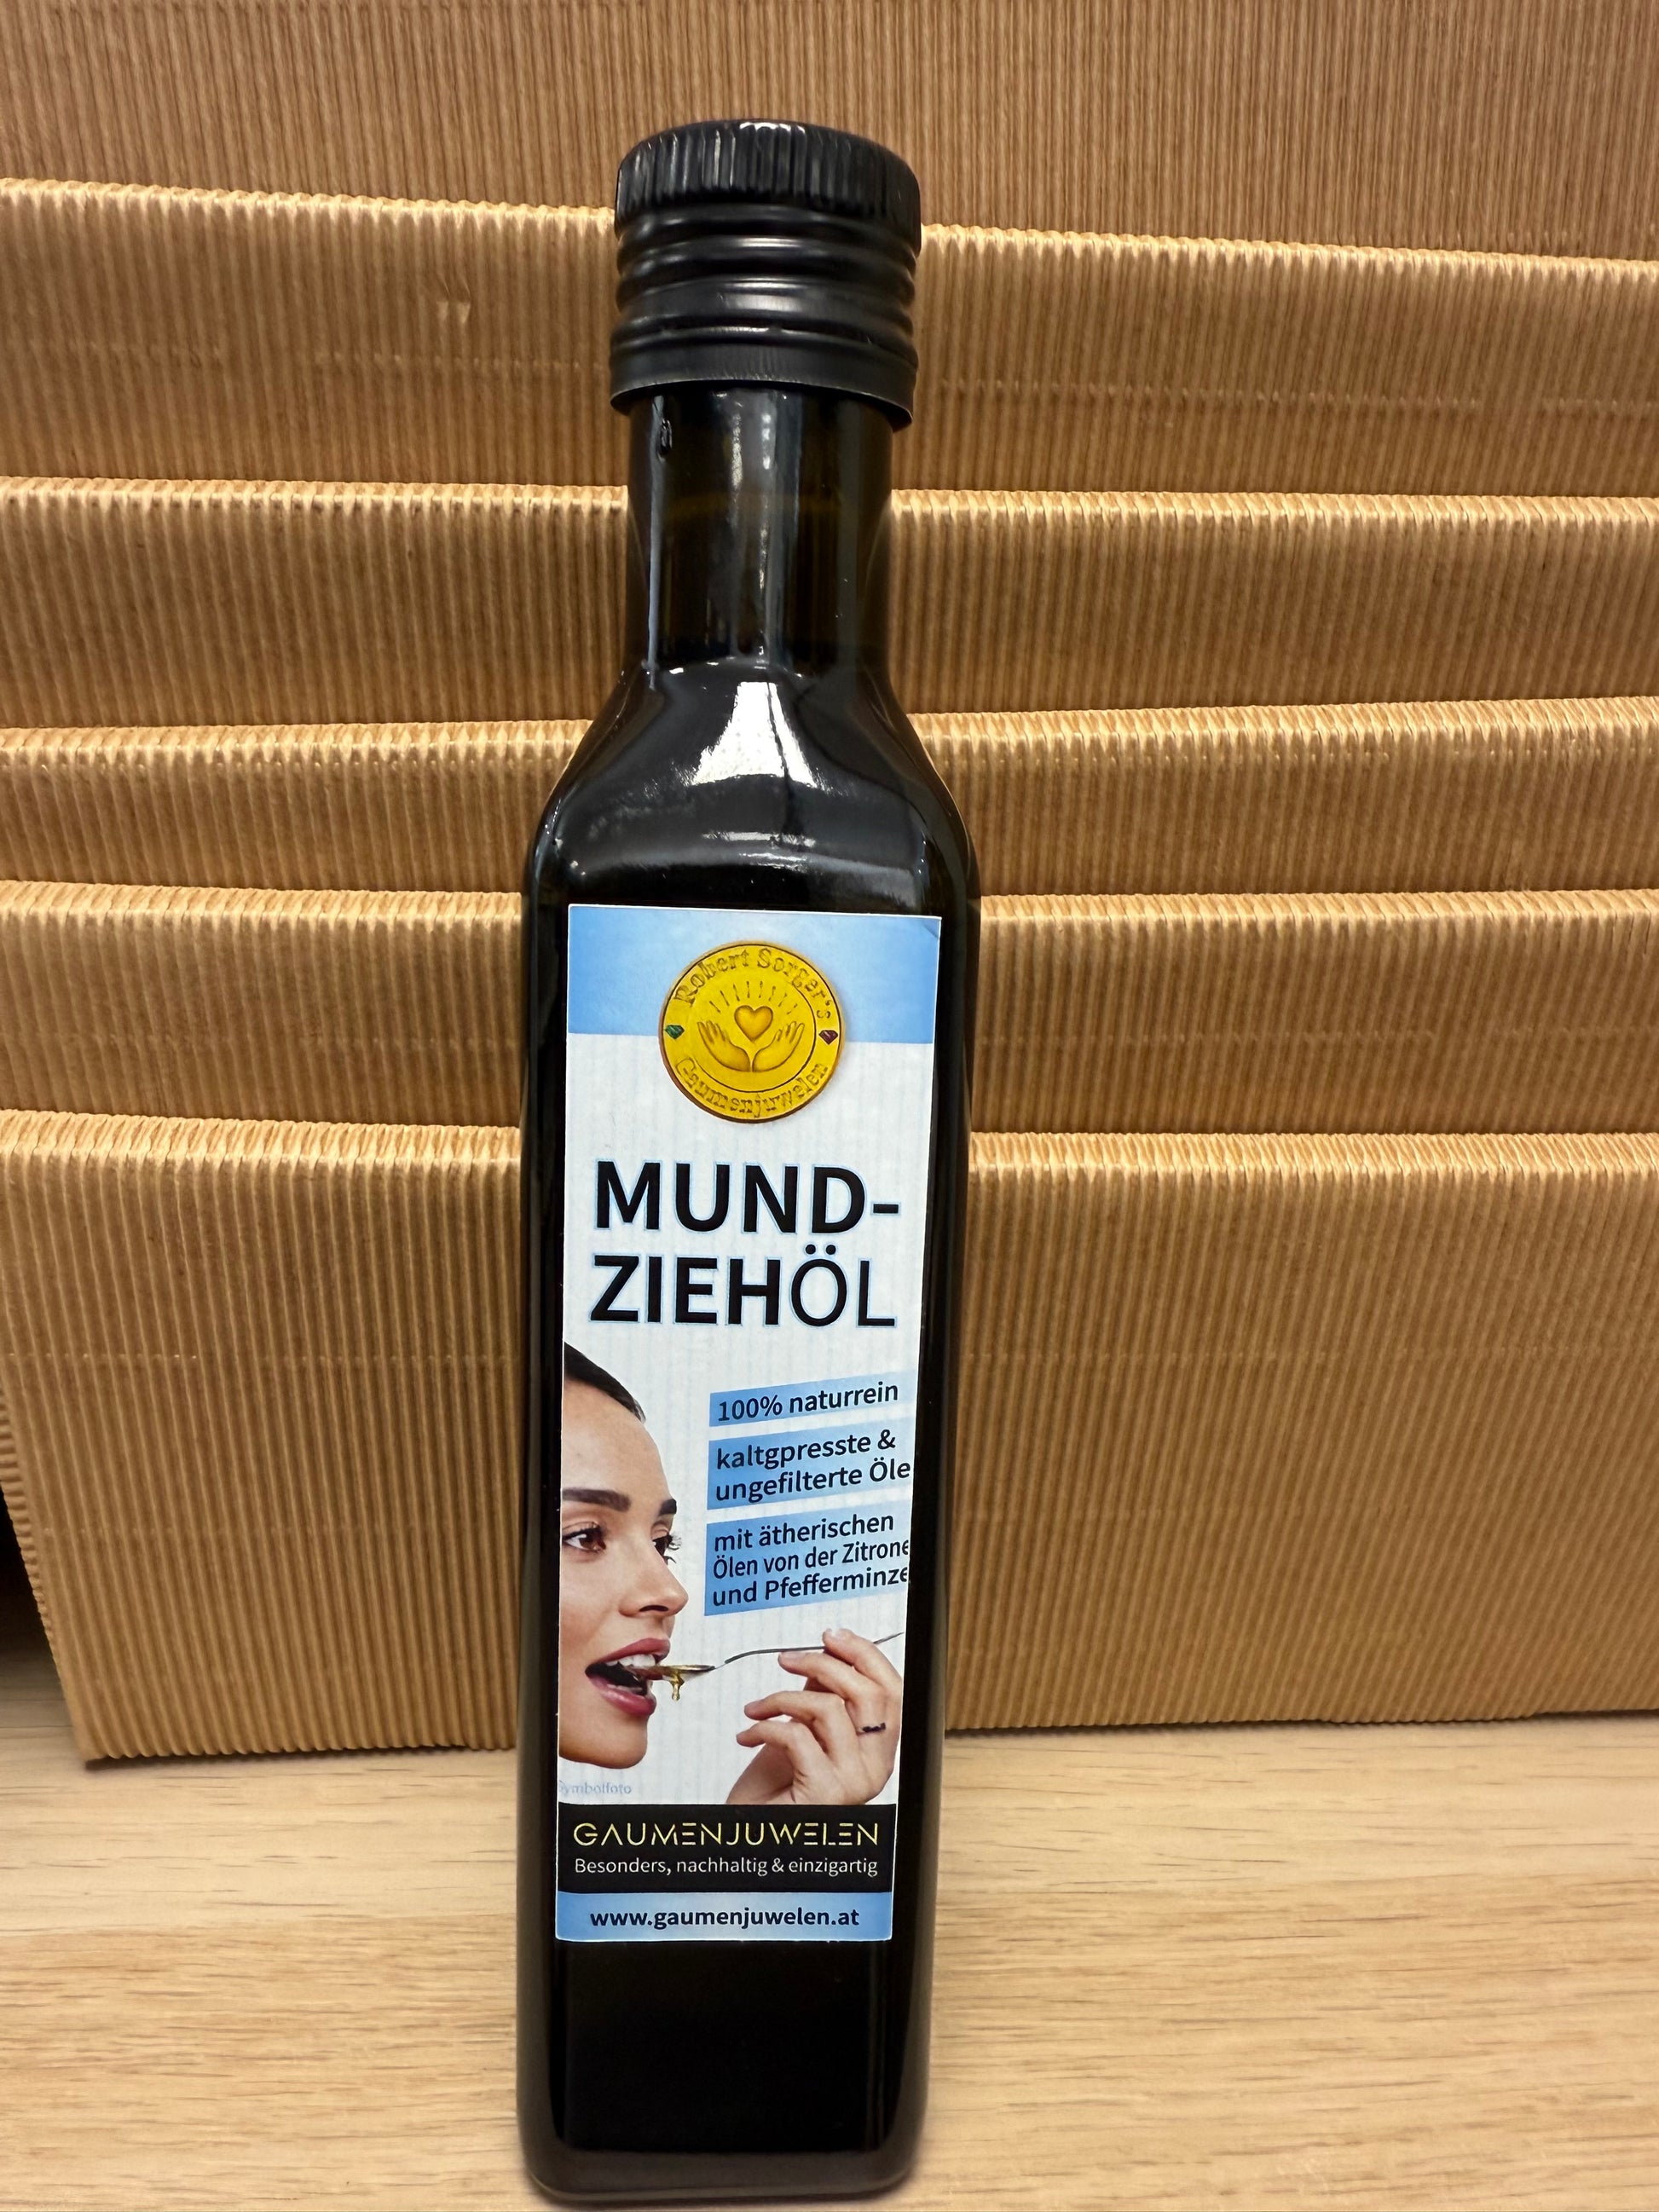 Robert Sorger's
Gaumenjuwelen
MUND-
ZIEHÖL
100% naturrein
kaltgpresste &
ungefilterte Öle
mit ätherischen
Ölen von der Zitrone
und Pfefferminze
Symbolfoto
GAUMENJUWELEN
Besonders, nachhaltig & einzigartig
www.gaumenjuwelen.at